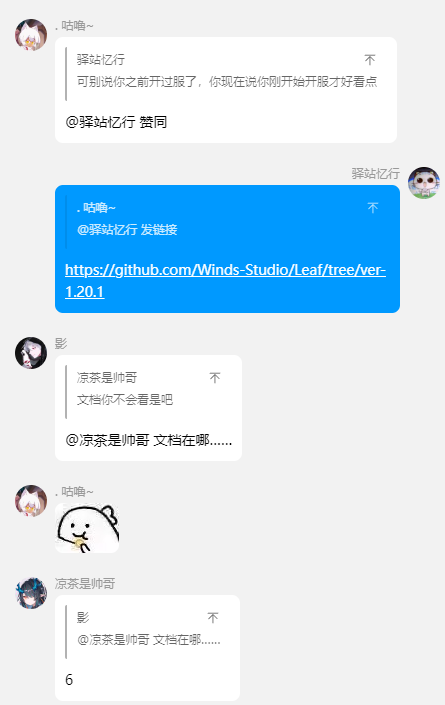 . 咕噜~
驿站忆行
可别说你之前开过服了，你现在说你刚开始开服才好看点
@驿站忆行 赞同
驿站忆行
. 咕噜~
@驿站忆行 发链接
https://github.com/Winds-Studio/Leaf/tree/ver-
1.20.1
影
凉茶是帅哥
文档你不会看是吧
@凉茶是帅哥 文档在哪......
. 咕噜~
凉茶是帅哥
影
@凉茶是帅哥 文档在哪......
6